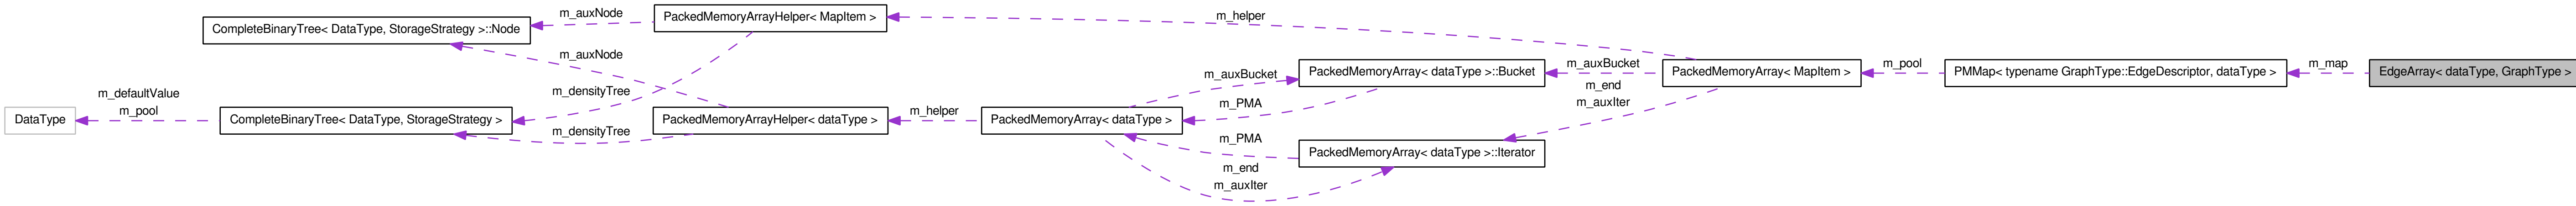 m_auxNode
PackedMemoryArrayHelper< MapItem >
m_helper
CompleteBinaryTree< DataType, StorageStrategy >::Node
m_auxNode
m_auxBucket
PackedMemoryArray< dataType >::Bucket
m_auxBucket
PackedMemoryArray< MapItem >
m_pool
PMMap< typename GraphType::EdgeDescriptor, dataType >
m_map
EdgeArray< dataType, GraphType >
m_defaultValue
m_pool
m_densityTree
m_PMA
m_end
m_auxIter
DataType
CompleteBinaryTree< DataType, StorageStrategy >
m_densityTree
PackedMemoryArrayHelper< dataType >
m_helper
PackedMemoryArray< dataType >
m_PMA
PackedMemoryArray< dataType >::Iterator
m_end
m_auxIter